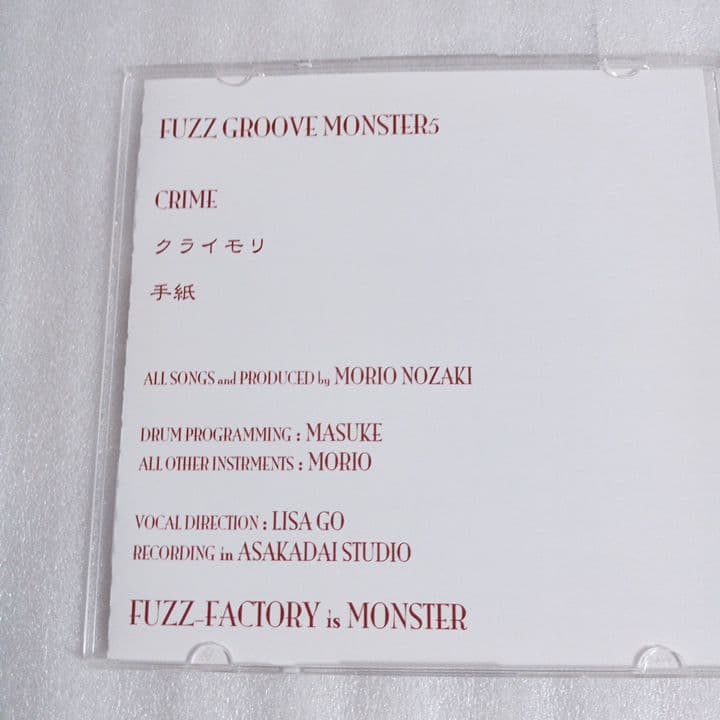 FUZZ GROOVE MONSTER5
CRIME
クライモリ
手紙
ALL SONGS and PRODUCED by MORIO NOZAKI
DRUM PROGRAMMING : MASUKE
ALL OTHER INSTRMENTS : MORIO
VOCAL DIRECTION : LISA GO
RECORDING in ASAKADAI STUDIO
FUZZ-FACTORY is MONSTER